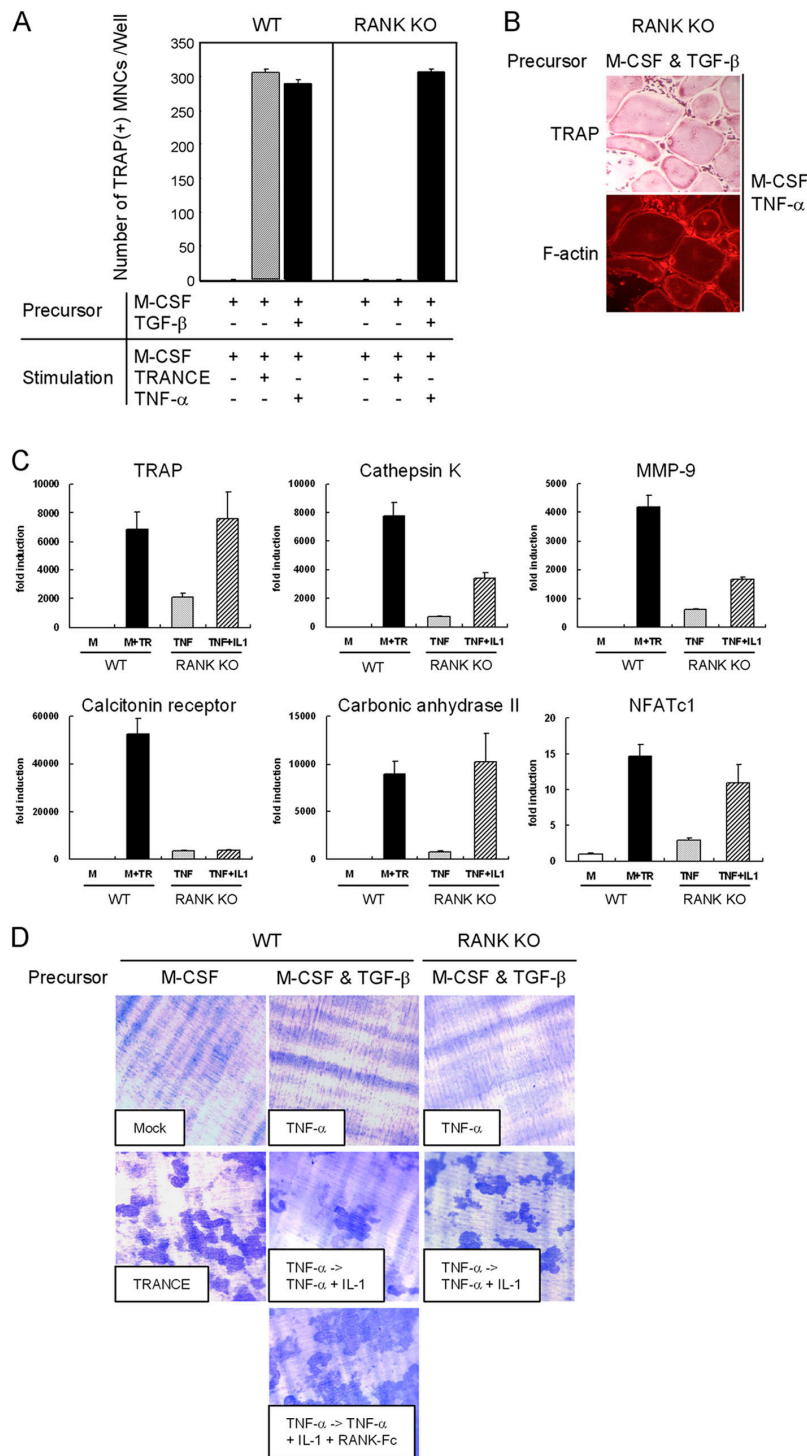 A
WT RANK KO
Number of TRAP(+) MNCs /Well
350
300
250
200
150
100
50
0
Precursor M-CSF + + + + + +
TGF-β - - + - - +
Stimulation M-CSF + + + + + +
TRANCE - + - - + -
TNF-α - - + - - +
B
RANK KO
Precursor M-CSF & TGF-β
TRAP
F-actin
M-CSF
TNF-α
C
TRAP
fold induction
10000
8000
6000
4000
2000
0
M M+TR TNF TNF+IL1
WT RANK KO
Cathepsin K
fold induction
10000
8000
6000
4000
2000
0
M M+TR TNF TNF+IL1
WT RANK KO
MMP-9
fold induction
5000
4000
3000
2000
1000
0
M M+TR TNF TNF+IL1
WT RANK KO
Calcitonin receptor
fold induction
60000
40000
20000
0
M M+TR TNF TNF+IL1
WT RANK KO
Carbonic anhydrase II
fold induction
15000
10000
5000
0
M M+TR TNF TNF+IL1
WT RANK KO
NFATc1
fold induction
20
15
10
5
0
M M+TR TNF TNF+IL1
WT RANK KO
D
WT RANK KO
Precursor M-CSF M-CSF & TGF-β M-CSF & TGF-β
Mock
TNF-α
TNF-α
TRANCE
TNF-α ->
TNF-α + IL-1
TNF-α ->
TNF-α + IL-1
TNF-α -> TNF-α
+ IL-1 + RANK-Fc